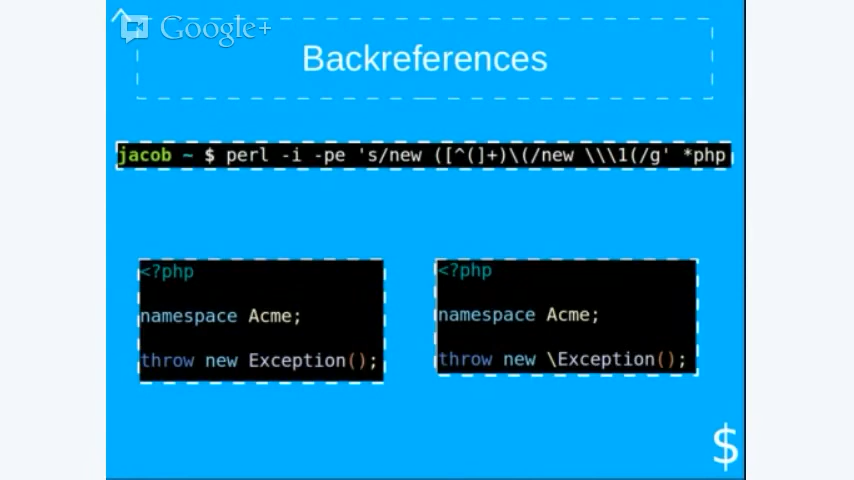 Google+
Backreferences
jacob ~ $ perl -i -pe 's/new ([^(]+)\(/new \\\1(/g' *php
<?php
namespace Acme;
throw new Exception();
<?php
namespace Acme;
throw new \Exception();
$